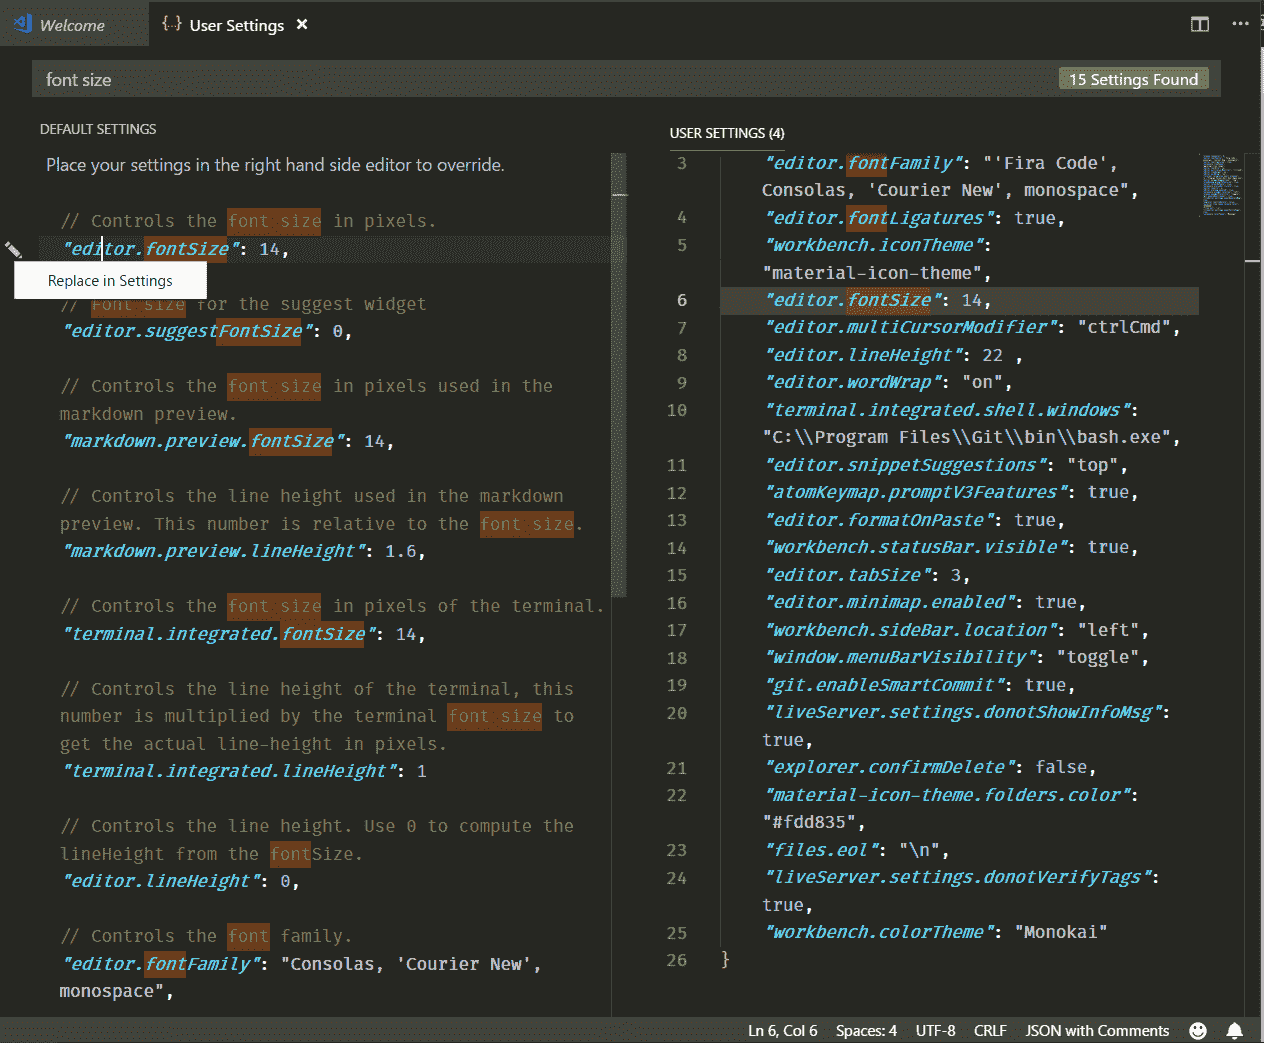 Welcome
{..} User Settings ×
font size
15 Settings Found
DEFAULT SETTINGS
Place your settings in the right hand side editor to override.
// Controls the font size in pixels.
"editor.fontSize": 14,
Replace in Settings
// Font size for the suggest widget
"editor.suggestFontSize": 0,
// Controls the font size in pixels used in the
markdown preview.
"markdown.preview.fontSize": 14,
// Controls the line height used in the markdown
preview. This number is relative to the font size.
"markdown.preview.lineHeight": 1.6,
// Controls the font size in pixels of the terminal.
"terminal.integrated.fontSize": 14,
// Controls the line height of the terminal, this
number is multiplied by the terminal font size to
get the actual line-height in pixels.
"terminal.integrated.lineHeight": 1
// Controls the line height. Use 0 to compute the
lineHeight from the fontSize.
"editor.lineHeight": 0,
// Controls the font family.
"editor.fontFamily": "Consolas, 'Courier New',
monospace",
USER SETTINGS (4)
3 "editor.fontFamily": "'Fira Code',
Consolas, 'Courier New', monospace",
4 "editor.fontLigatures": true,
5 "workbench.iconTheme":
"material-icon-theme",
6 "editor.fontSize": 14,
7 "editor.multiCursorModifier": "ctrlCmd",
8 "editor.lineHeight": 22 ,
9 "editor.wordWrap": "on",
10 "terminal.integrated.shell.windows":
"C:\\Program Files\\Git\\bin\\bash.exe",
11 "editor.snippetSuggestions": "top",
12 "atomKeymap.promptV3Features": true,
13 "editor.formatOnPaste": true,
14 "workbench.statusBar.visible": true,
15 "editor.tabSize": 3,
16 "editor.minimap.enabled": true,
17 "workbench.sideBar.location": "left",
18 "window.menuBarVisibility": "toggle",
19 "git.enableSmartCommit": true,
20 "liveServer.settings.donotShowInfoMsg":
true,
21 "explorer.confirmDelete": false,
22 "material-icon-theme.folders.color":
"#fdd835",
23 "files.eol": "\n",
24 "liveServer.settings.donotVerifyTags":
true,
25 "workbench.colorTheme": "Monokai"
26 }
Ln 6, Col 6 Spaces: 4 UTF-8 CRLF JSON with Comments